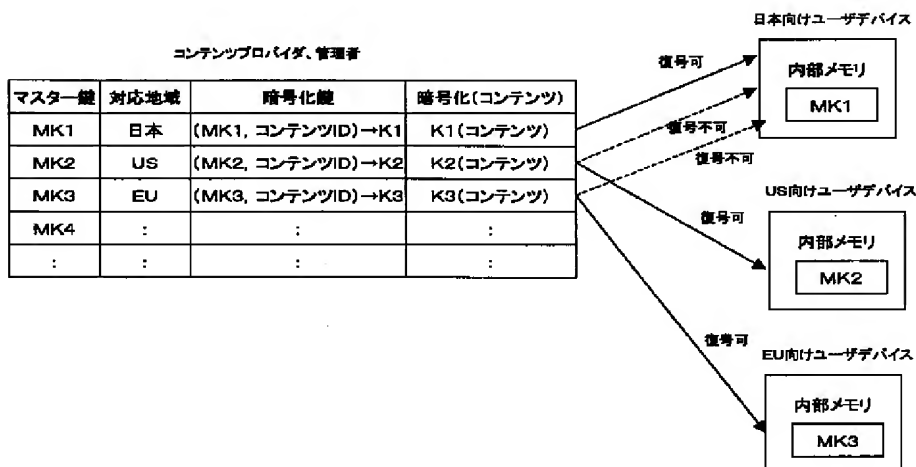 コンテンツプロバイダ、管理者
マスター鍵 対応地域 暗号化鍵 暗号化(コンテンツ)
MK1 日本 (MK1, コンテンツID)→K1 K1(コンテンツ)
MK2 US (MK2, コンテンツID)→K2 K2(コンテンツ)
MK3 EU (MK3, コンテンツID)→K3 K3(コンテンツ)
MK4 : : :
: : : :
復号可
復号不可
復号不可
復号可
復号可
日本向けユーザデバイス
内部メモリ
MK1
US向けユーザデバイス
内部メモリ
MK2
EU向けユーザデバイス
内部メモリ
MK3